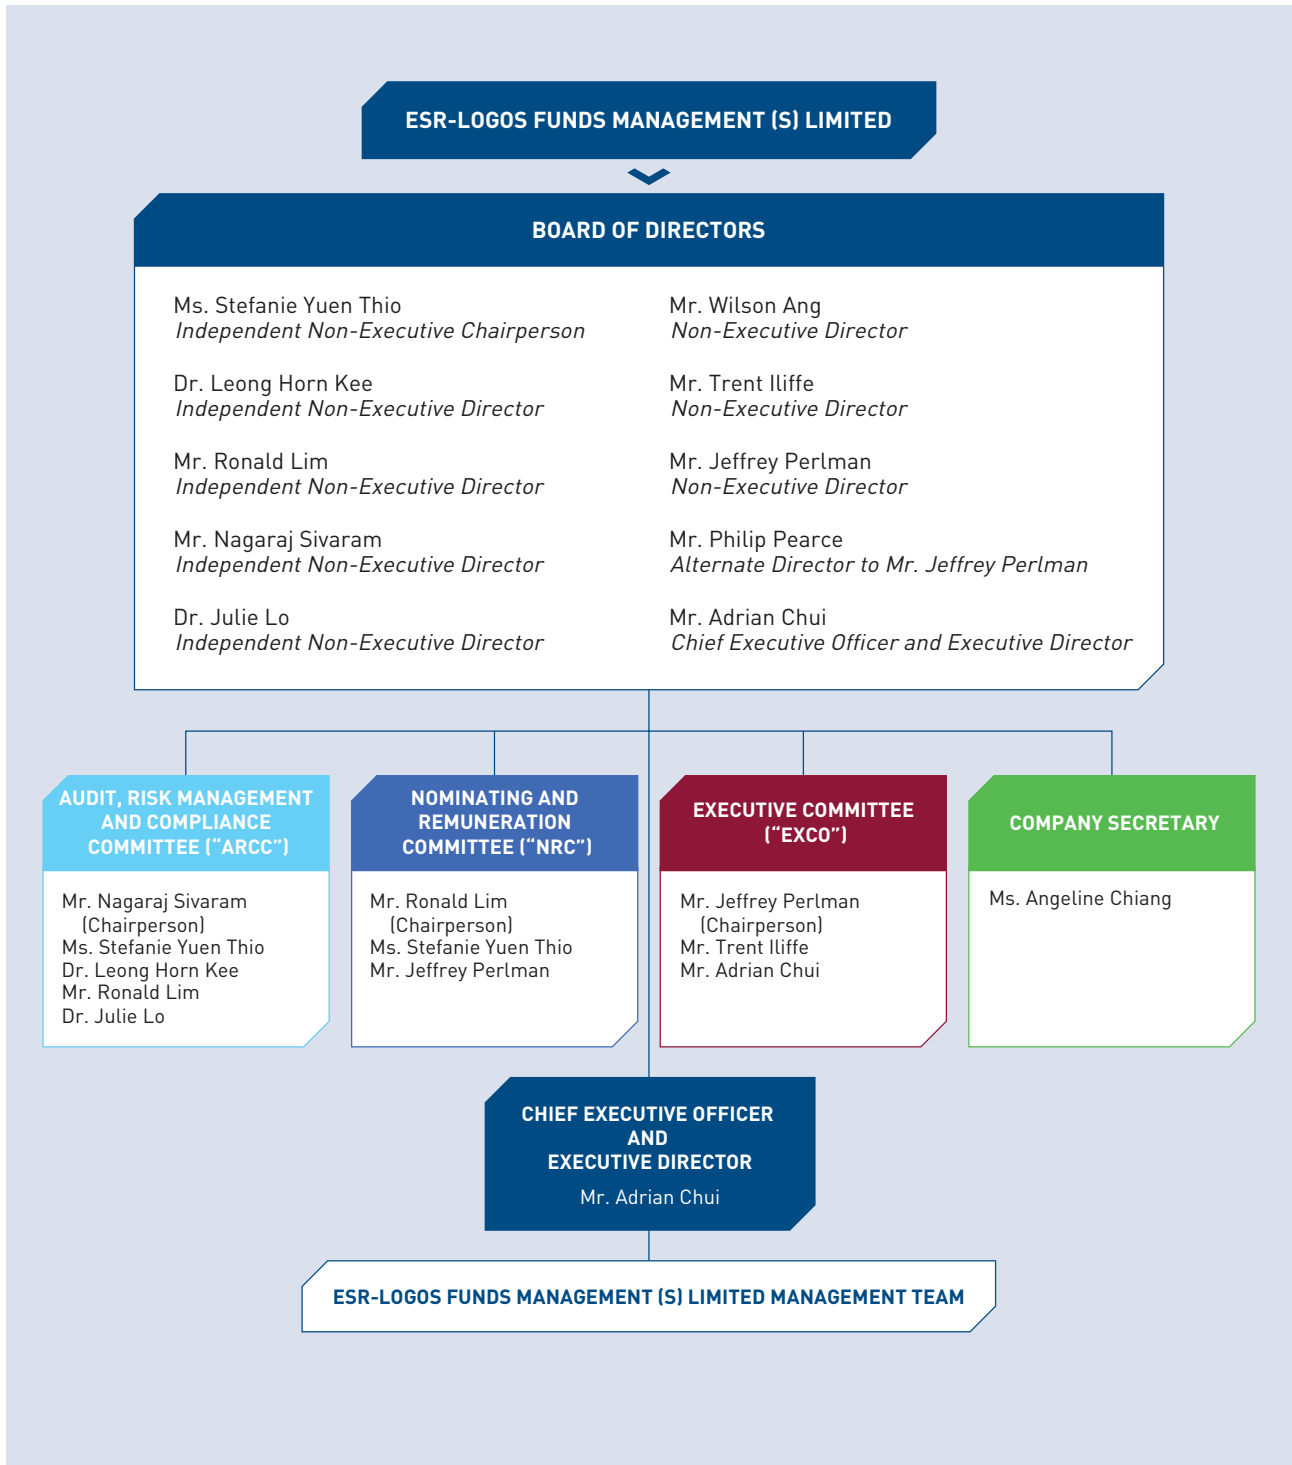 ESR-LOGOS FUNDS MANAGEMENT (S) LIMITED
BOARD OF DIRECTORS
Ms. Stefanie Yuen Thio
Independent Non-Executive Chairperson
Dr. Leong Horn Kee
Independent Non-Executive Director
Mr. Ronald Lim
Independent Non-Executive Director
Mr. Nagaraj Sivaram
Independent Non-Executive Director
Dr. Julie Lo
Independent Non-Executive Director
Mr. Wilson Ang
Non-Executive Director
Mr. Trent Iliffe
Non-Executive Director
Mr. Jeffrey Perlman
Non-Executive Director
Mr. Philip Pearce
Alternate Director to Mr. Jeffrey Perlman
Mr. Adrian Chui
Chief Executive Officer and Executive Director
AUDIT, RISK MANAGEMENT
AND COMPLIANCE
COMMITTEE (“ARCC”)
Mr. Nagaraj Sivaram
(Chairperson)
Ms. Stefanie Yuen Thio
Dr. Leong Horn Kee
Mr. Ronald Lim
Dr. Julie Lo
NOMINATING AND
REMUNERATION
COMMITTEE (“NRC”)
Mr. Ronald Lim
(Chairperson)
Ms. Stefanie Yuen Thio
Mr. Jeffrey Perlman
EXECUTIVE COMMITTEE
(“EXCO”)
Mr. Jeffrey Perlman
(Chairperson)
Mr. Trent Iliffe
Mr. Adrian Chui
COMPANY SECRETARY
Ms. Angeline Chiang
CHIEF EXECUTIVE OFFICER
AND
EXECUTIVE DIRECTOR
Mr. Adrian Chui
ESR-LOGOS FUNDS MANAGEMENT (S) LIMITED MANAGEMENT TEAM